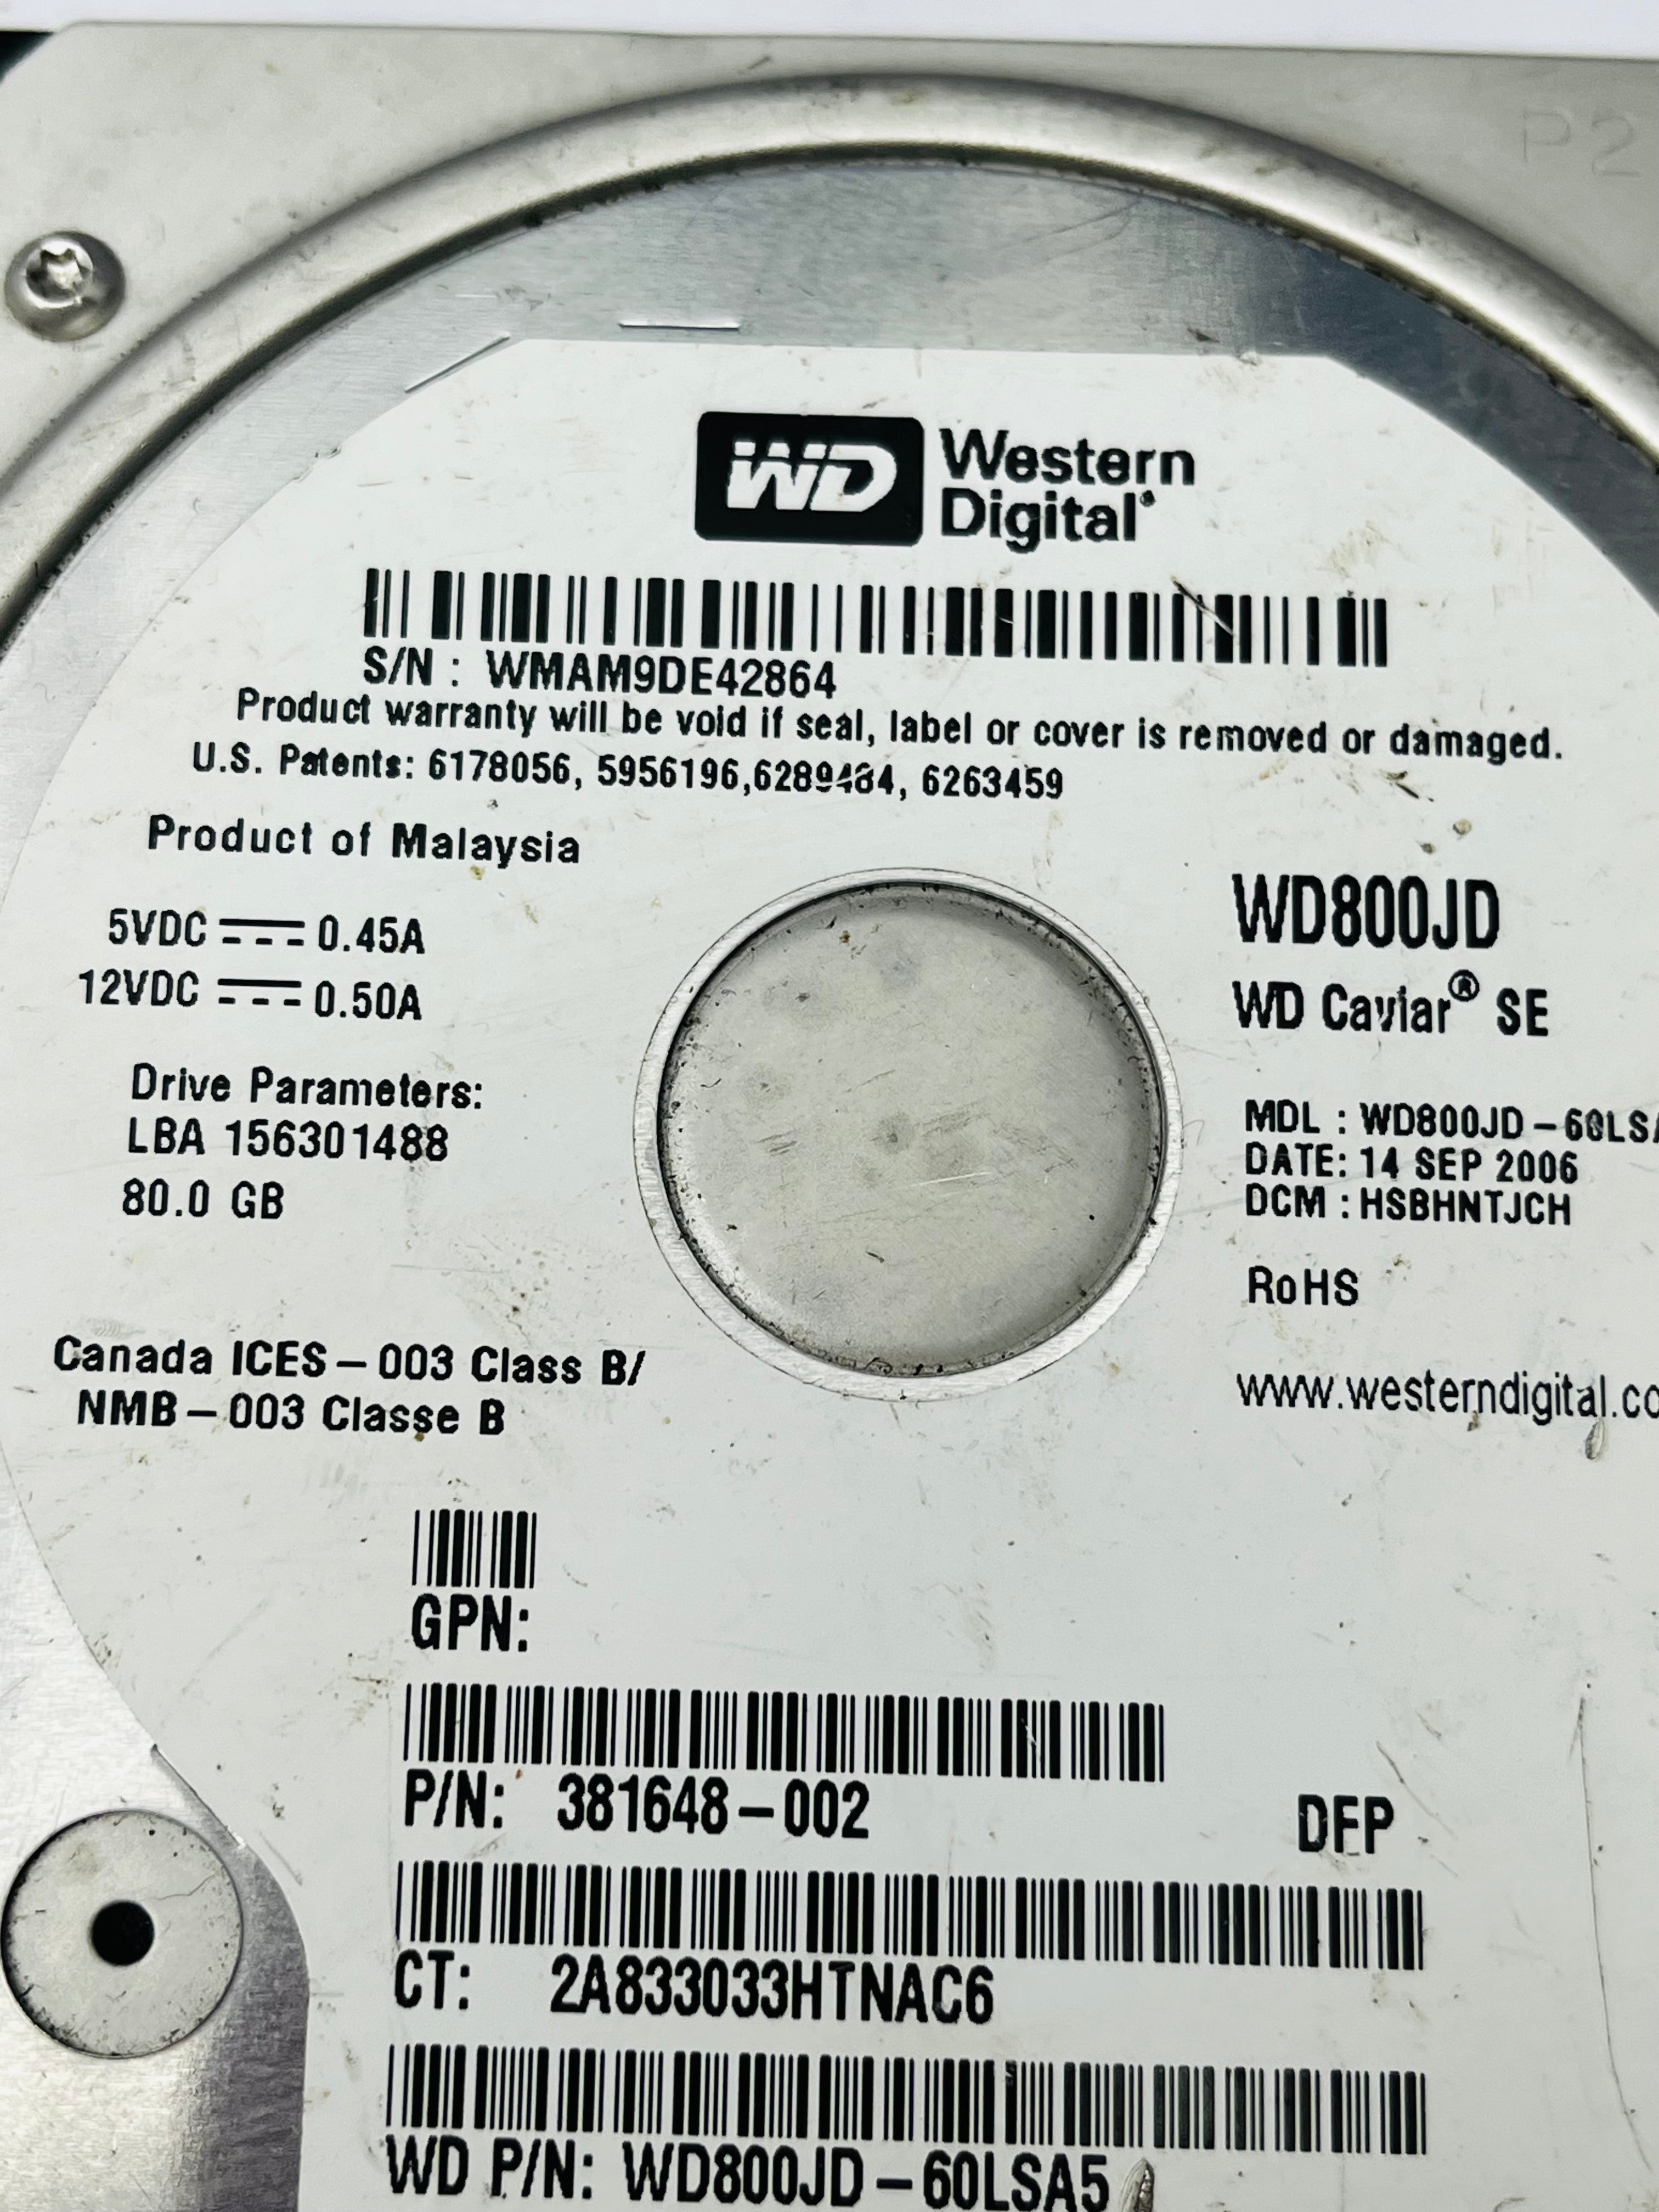 P2
WD Western
Digital
S/N : WMAM9DE42864
Product warranty will be void if seal, label or cover is removed or damaged.
U.S. Patents: 6178056, 5956196, 6263459
Product of Malaysia
5VDC 0.45A
12VDC 0.50A
Drive Parameters:
LBA 156301488
80.0 GB
Canada ICES – 003 Class B/
NMB – 003 Classe B
WD800JD
WD Caviar® SE
MDL : WD800JD – 60LSA
DATE: 14 SEP 2006
DCM : HSBHNTJCH
RoHS
www.westerndigital.co
GPN:
P/N: 381648 – 002
DFP
CT: 2A833033HTNAC6
WD P/N: WD800JD – 60LSA5